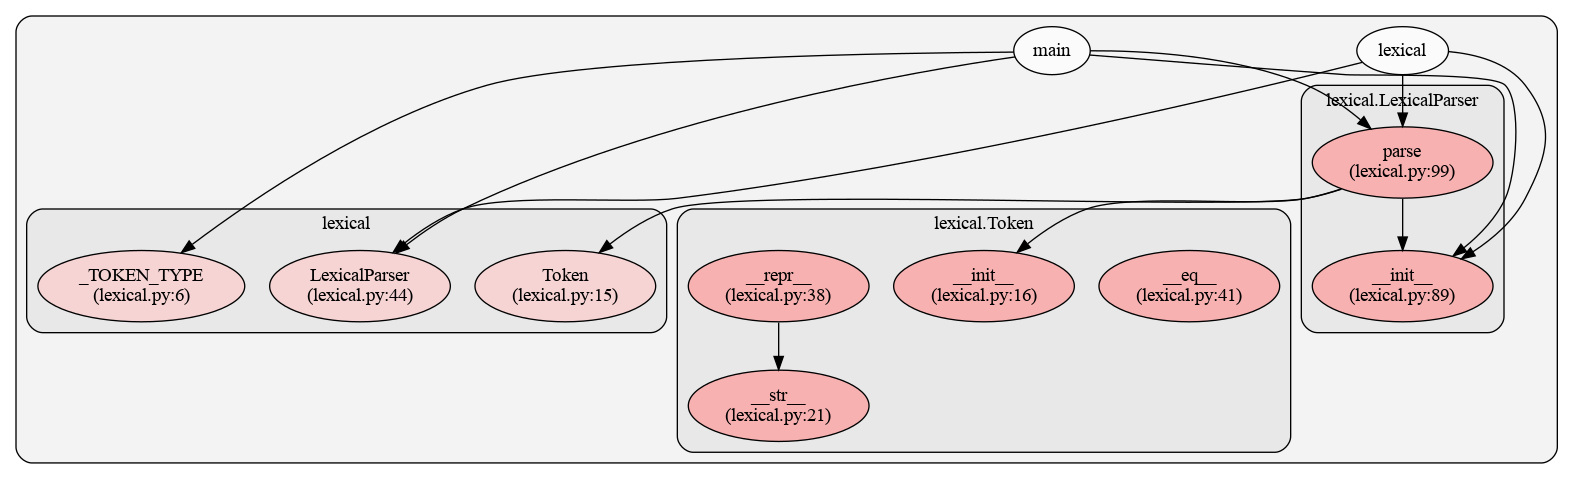 main
lexical
lexical.LexicalParser
parse
(lexical.py:99)
lexical
lexical.Token
_TOKEN_TYPE
(lexical.py:6)
LexicalParser
(lexical.py:44)
Token
(lexical.py:15)
__repr__
(lexical.py:38)
__init__
(lexical.py:16)
__eq__
(lexical.py:41)
__init__
(lexical.py:89)
__str__
(lexical.py:21)